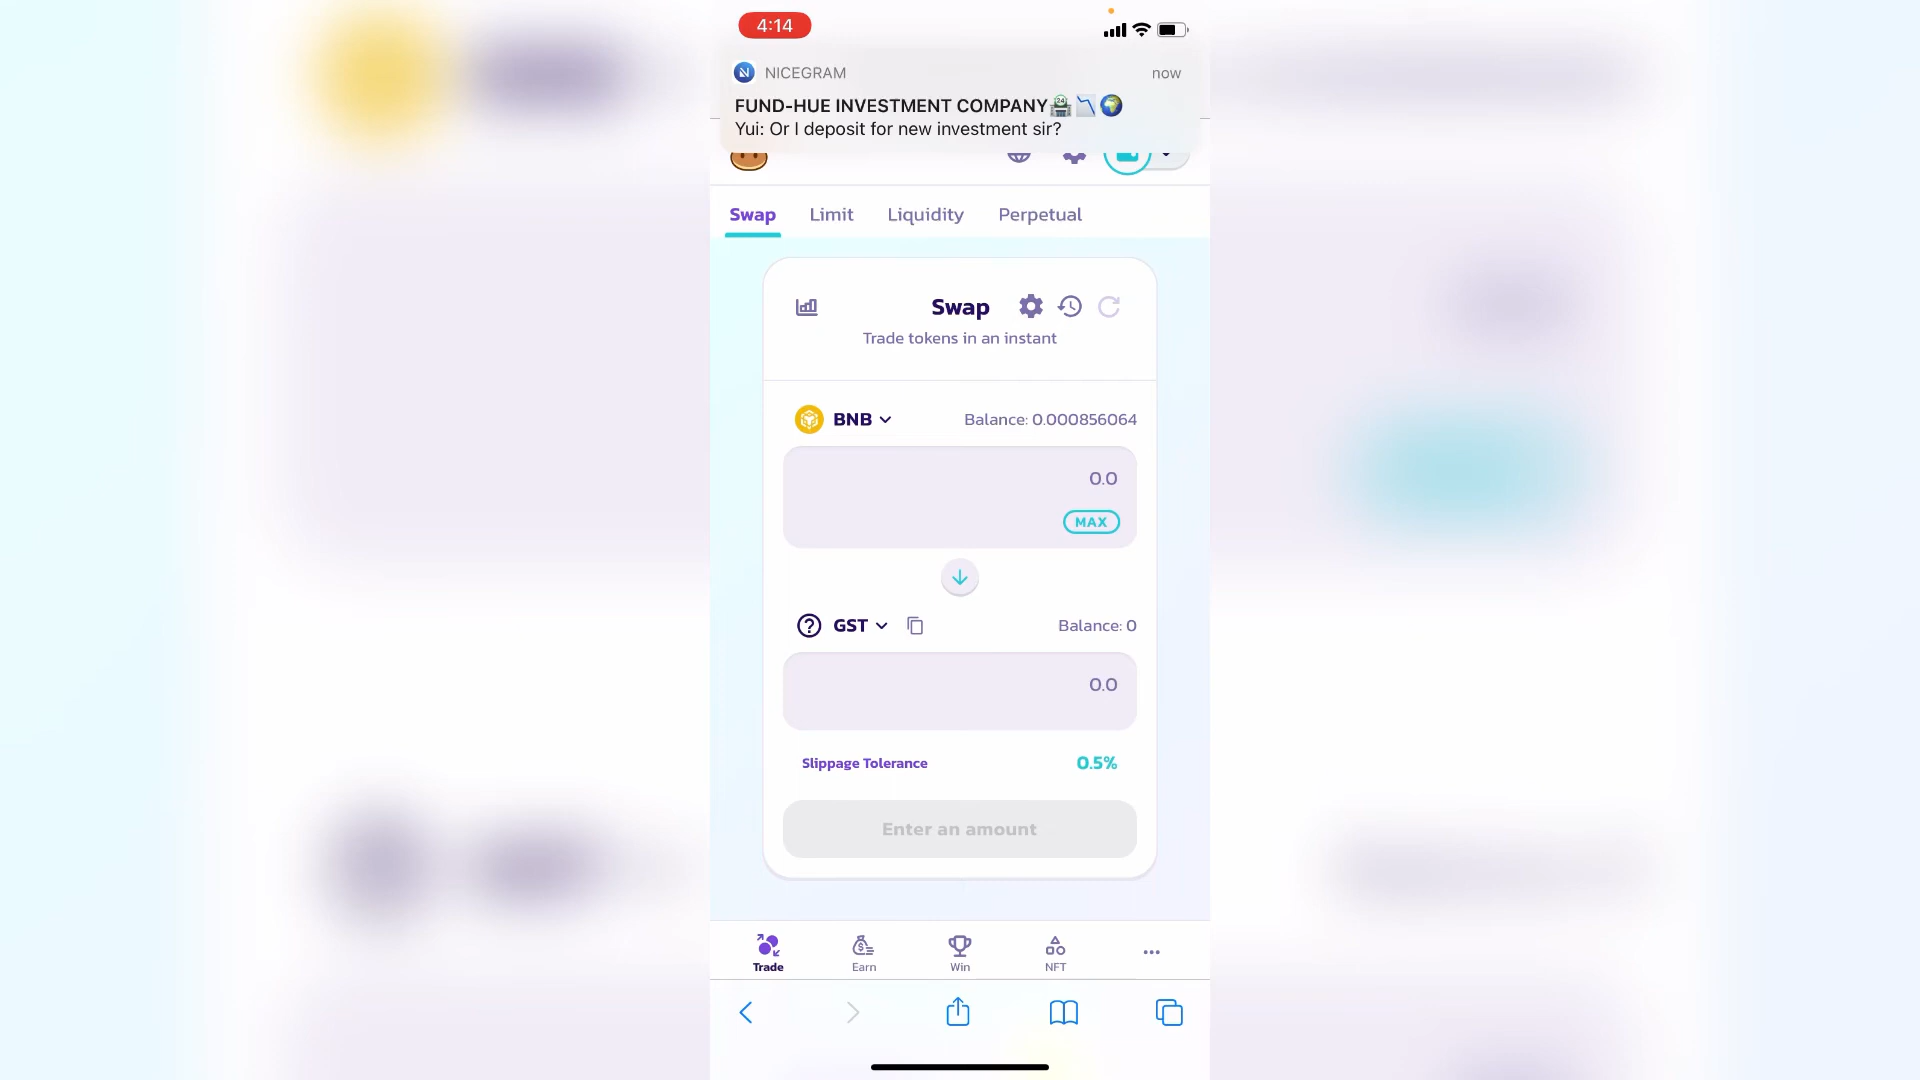 4:14
NICEGRAM
now
FUND-HUE INVESTMENT COMPANY
Yui: Or I deposit for new investment sir?
Swap
Limit
Liquidity
Perpetual
Swap
Trade tokens in an instant
BNB
Balance: 0.000856064
0.0
MAX
GST
Balance: 0
0.0
Slippage Tolerance
0.5%
Enter an amount
Trade
Earn
Win
NFT